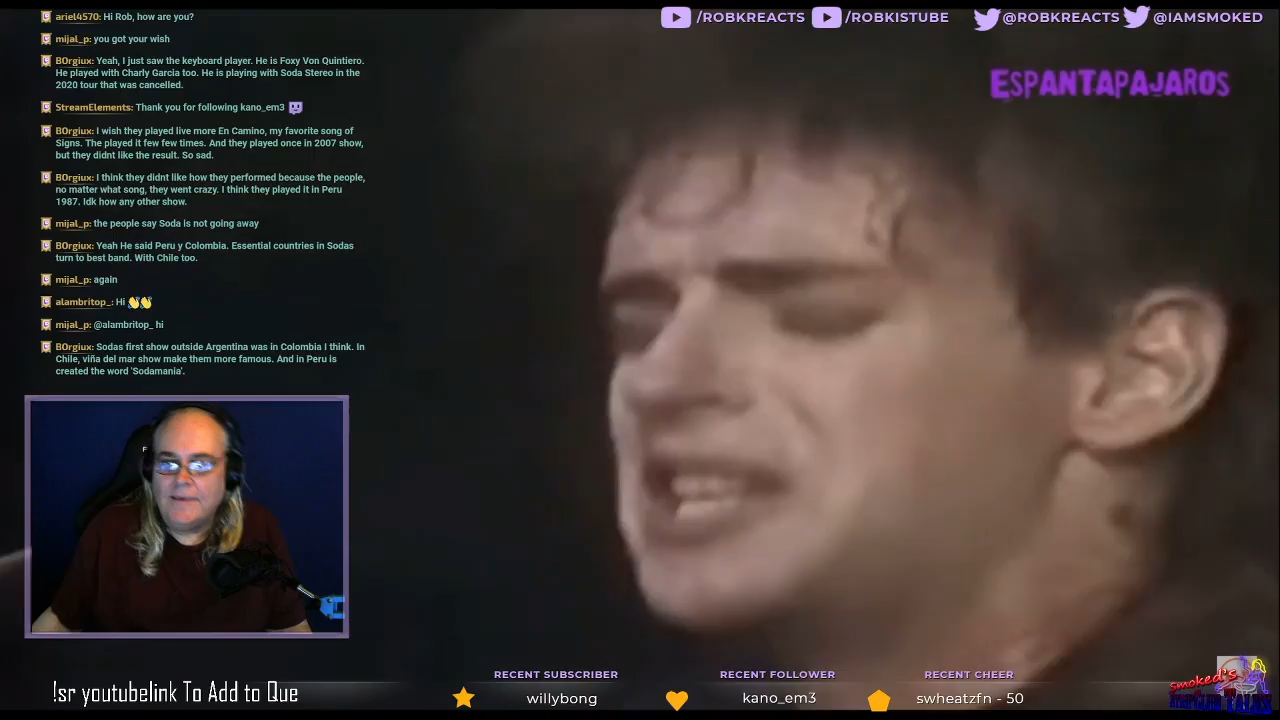 ariel4570: Hi Rob, how are you?
/ROBKREACTS /ROBKISTUBE @ROBKREACTS @IAMSMOKED
mijal_p: you got your wish
BOrgiux: Yeah, I just saw the keyboard player. He is Foxy Von Quintiero.
He played with Charly Garcia too. He is playing with Soda Stereo in the
2020 tour that was cancelled.
ESPANTAPAJAROS
StreamElements: Thank you for following kano_em3
BOrgiux: I wish they played live more En Camino, my favorite song of
Signs. The played it few few times. And they played once in 2007 show,
but they didnt like the result. So sad.
BOrgiux: I think they didnt like how they performed because the people,
no matter what song, they went crazy. I think they played it in Peru
1987. Idk how any other show.
mijal_p: the people say Soda is not going away
BOrgiux: Yeah He said Peru y Colombia. Essential countries in Sodas
turn to best band. With Chile too.
mijal_p: again
alambritop_: Hi 👋👋
mijal_p: @alambritop_ hi
BOrgiux: Sodas first show outside Argentina was in Colombia I think. In
Chile, viña del mar show make them more famous. And in Peru is
created the word 'Sodamania'.
!sr youtubelink To Add to Que
RECENT SUBSCRIBER
willybong
RECENT FOLLOWER
kano_em3
RECENT CHEER
swheatzfn - 50
Smoked's